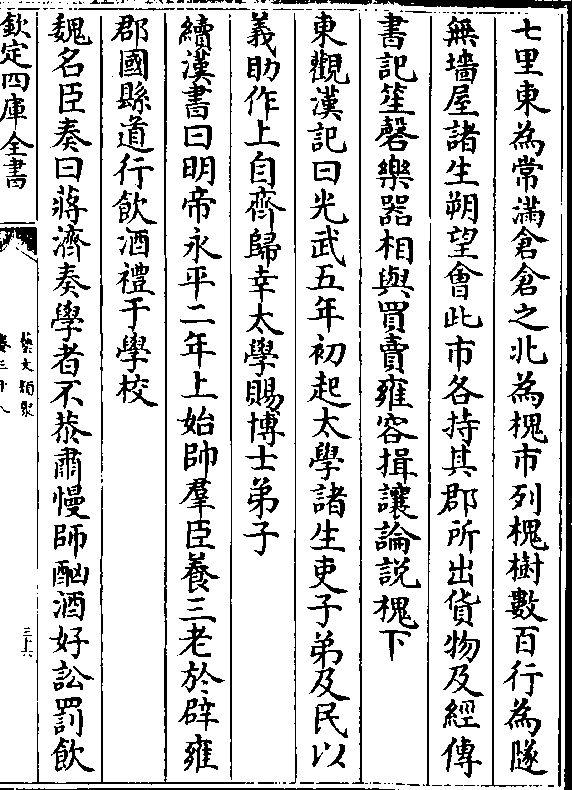 七里東為常滿倉倉之北為槐市列槐樹數百行為隧
無墻屋諸生朔望會此市各持其郡所出貨物及經傳
書記笙磬樂器相與買賣雍容揖讓論說槐下
東觀漢記曰光武五年初起太學諸生吏子弟及民以
義助作上自齊歸幸太學賜博士弟子
續漢書曰明帝永平二年上始帥羣臣養三老於辟雍
郡國縣道行飲酒禮于學校
魏名臣奏曰蔣濟奏學者不恭肅慢師酗酒好訟罰飲
欽定四庫全書
藝文類聚
卷三十八